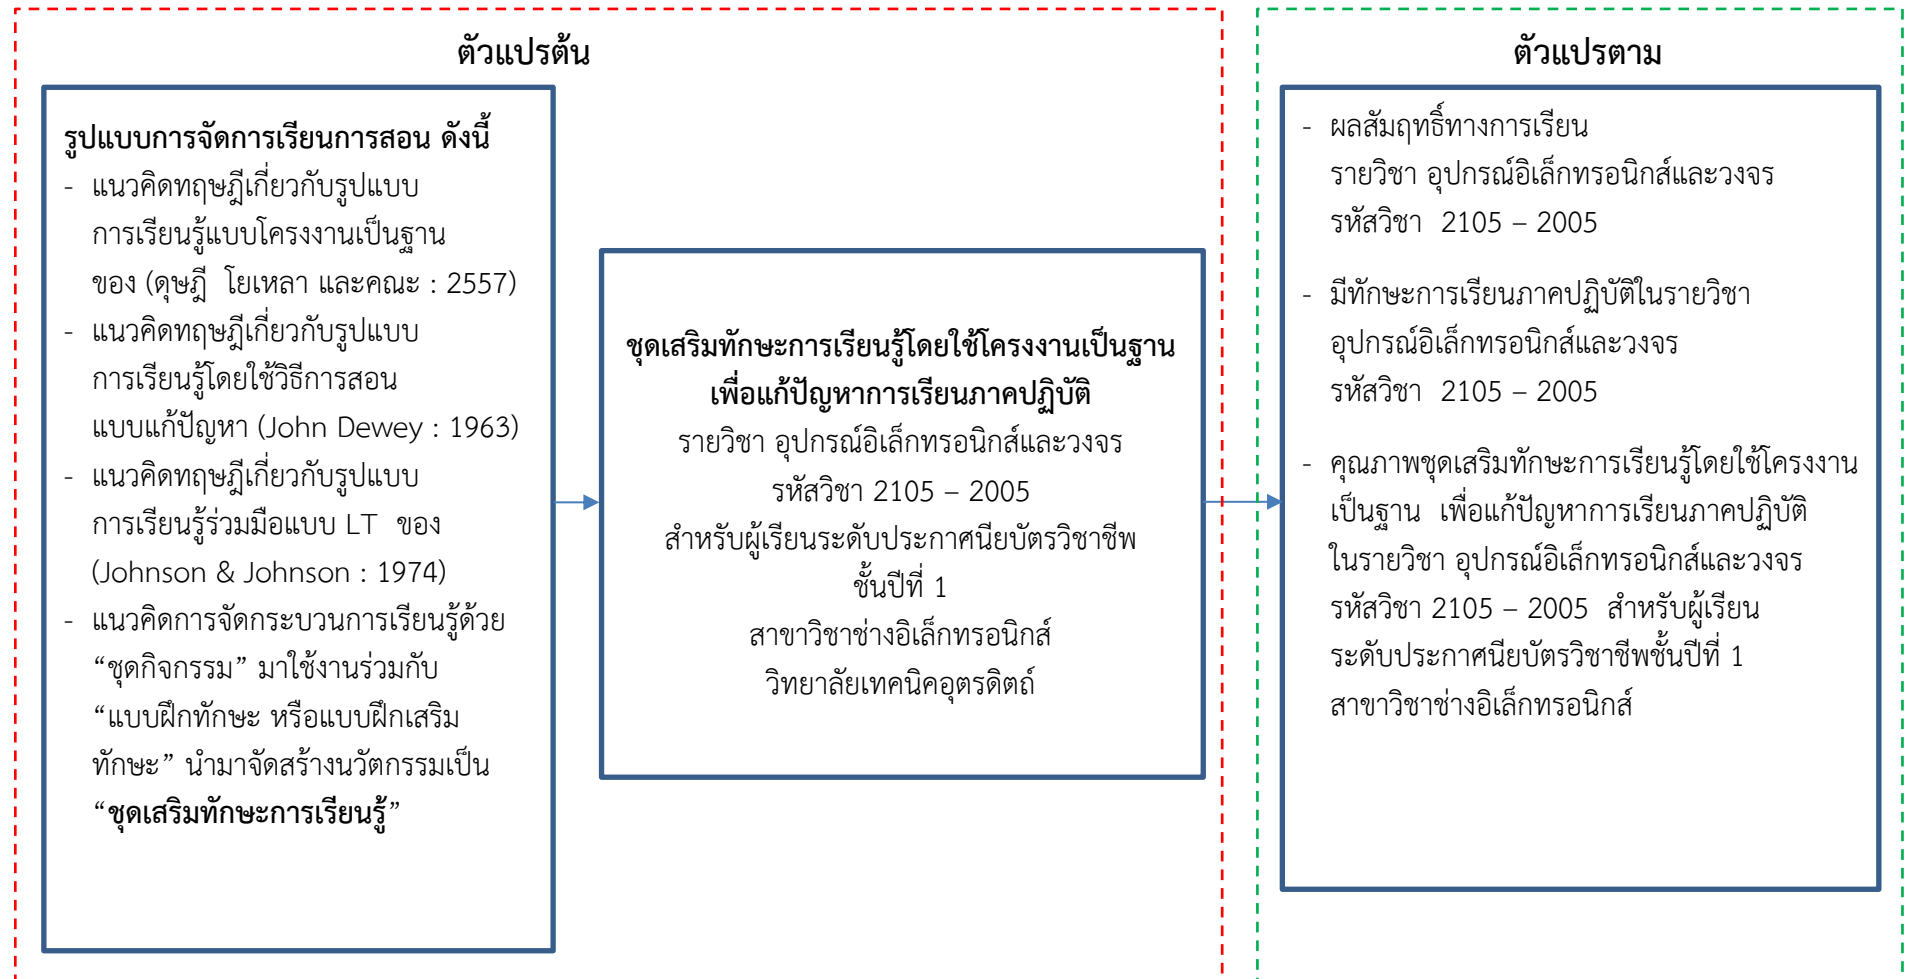 ตัวแปรต้น
รูปแบบการจัดการเรียนการสอน ดังนี้
- แนวคิดทฤษฎีเกี่ยวกับรูปแบบ
การเรียนรู้แบบโครงงานเป็นฐาน
ของ (ดุษฎี โยเหลา และคณะ : 2557)
- แนวคิดทฤษฎีเกี่ยวกับรูปแบบ
การเรียนรู้โดยใช้วิธีการสอน
แบบแก้ปัญหา (John Dewey : 1963)
- แนวคิดทฤษฎีเกี่ยวกับรูปแบบ
การเรียนรู้ร่วมมือแบบ LT ของ
(Johnson & Johnson : 1974)
- แนวคิดการจัดกระบวนการเรียนรู้ด้วย
“ชุดกิจกรรม” มาใช้งานร่วมกับ
“แบบฝึกทักษะ หรือแบบฝึกเสริม
ทักษะ” นำมาจัดสร้างนวัตกรรมเป็น
“ชุดเสริมทักษะการเรียนรู้”
ชุดเสริมทักษะการเรียนรู้โดยใช้โครงงานเป็นฐาน
เพื่อแก้ปัญหาการเรียนภาคปฏิบัติ
รายวิชา อุปกรณ์อิเล็กทรอนิกส์และวงจร
รหัสวิชา 2105 – 2005
สำหรับผู้เรียนระดับประกาศนียบัตรวิชาชีพ
ชั้นปีที่ 1
สาขาวิชาช่างอิเล็กทรอนิกส์
วิทยาลัยเทคนิคอุตรดิตถ์
ตัวแปรตาม
- ผลสัมฤทธิ์ทางการเรียน
รายวิชา อุปกรณ์อิเล็กทรอนิกส์และวงจร
รหัสวิชา 2105 – 2005
- มีทักษะการเรียนภาคปฏิบัติในรายวิชา
อุปกรณ์อิเล็กทรอนิกส์และวงจร
รหัสวิชา 2105 – 2005
- คุณภาพชุดเสริมทักษะการเรียนรู้โดยใช้โครงงาน
เป็นฐาน เพื่อแก้ปัญหาการเรียนภาคปฏิบัติ
ในรายวิชา อุปกรณ์อิเล็กทรอนิกส์และวงจร
รหัสวิชา 2105 – 2005 สำหรับผู้เรียน
ระดับประกาศนียบัตรวิชาชีพชั้นปีที่ 1
สาขาวิชาช่างอิเล็กทรอนิกส์